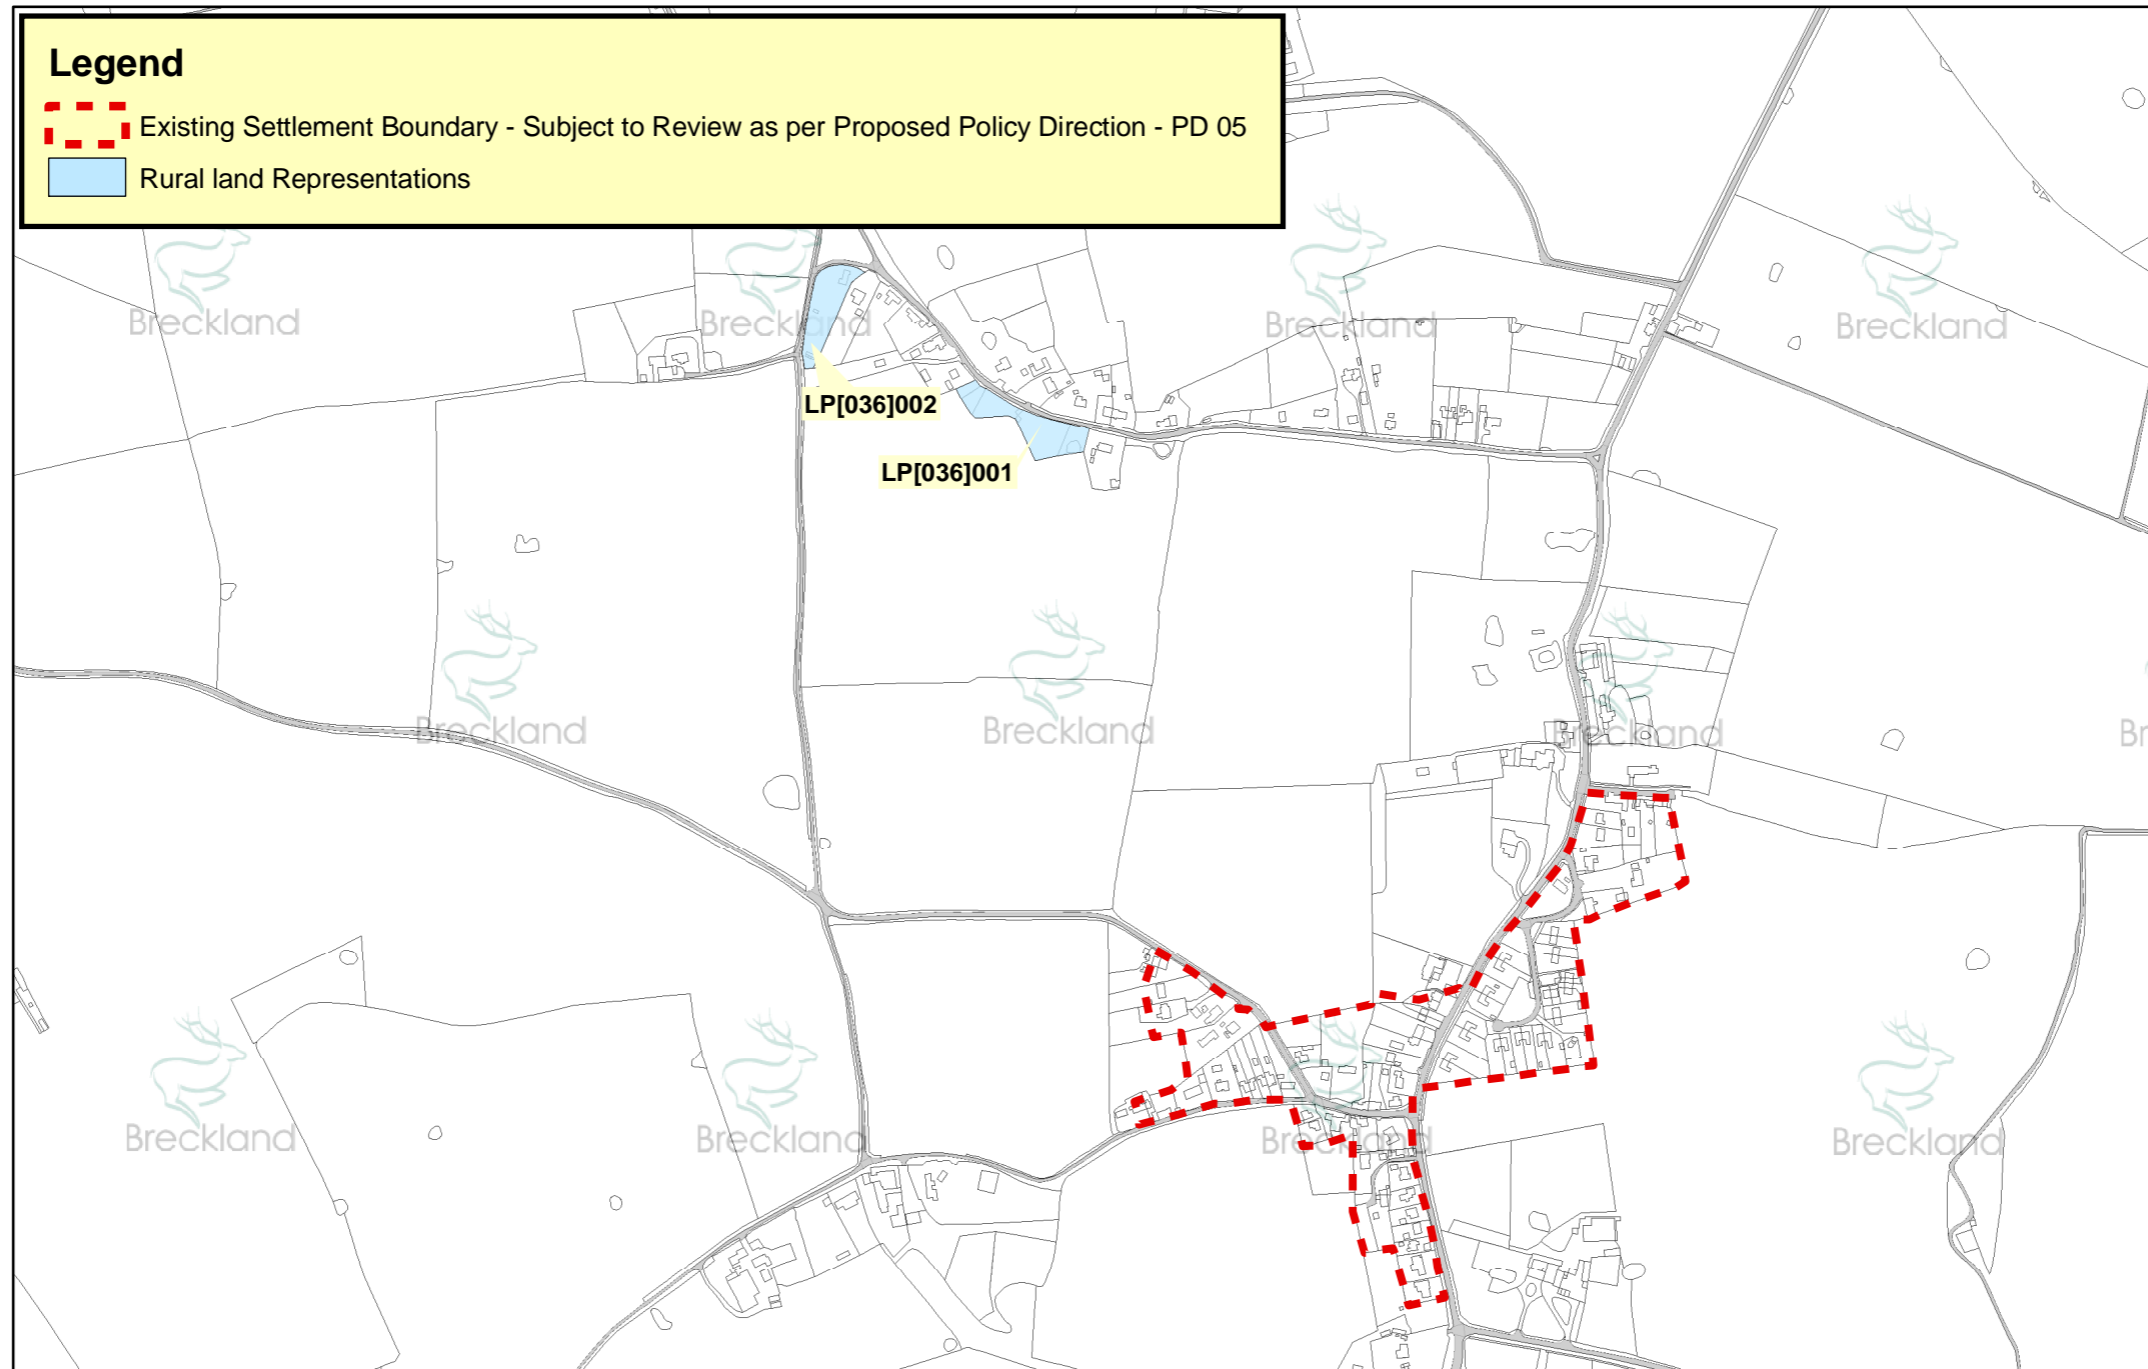 Legend
Existing Settlement Boundary - Subject to Review as per Proposed Policy Direction - PD 05
Rural land Representations
Breckland
Breckland
Breckland
Breckland
LP[036]002
LP[036]001
Breckland
Breckland
Breckland
Br
Breckland
Breckland
Breckland
Breckland